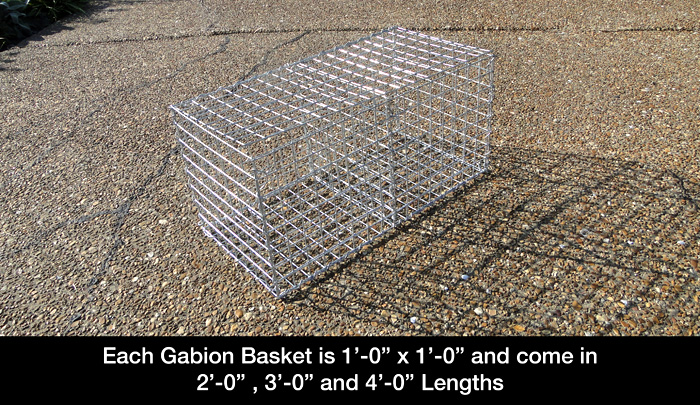 Each Gabion Basket is 1’-0” x 1’-0” and come in
2’-0” , 3’-0” and 4’-0” Lengths